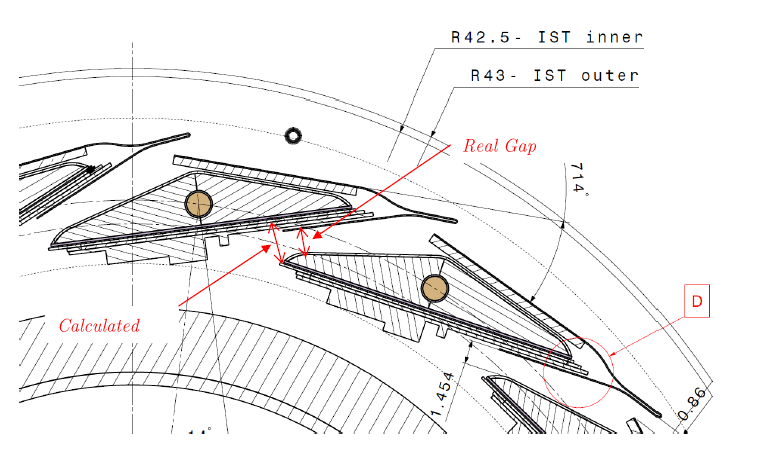 R42.5- IST inner
R43- IST outer
Real Gap
714°
D
Calculated
1.454
0.86